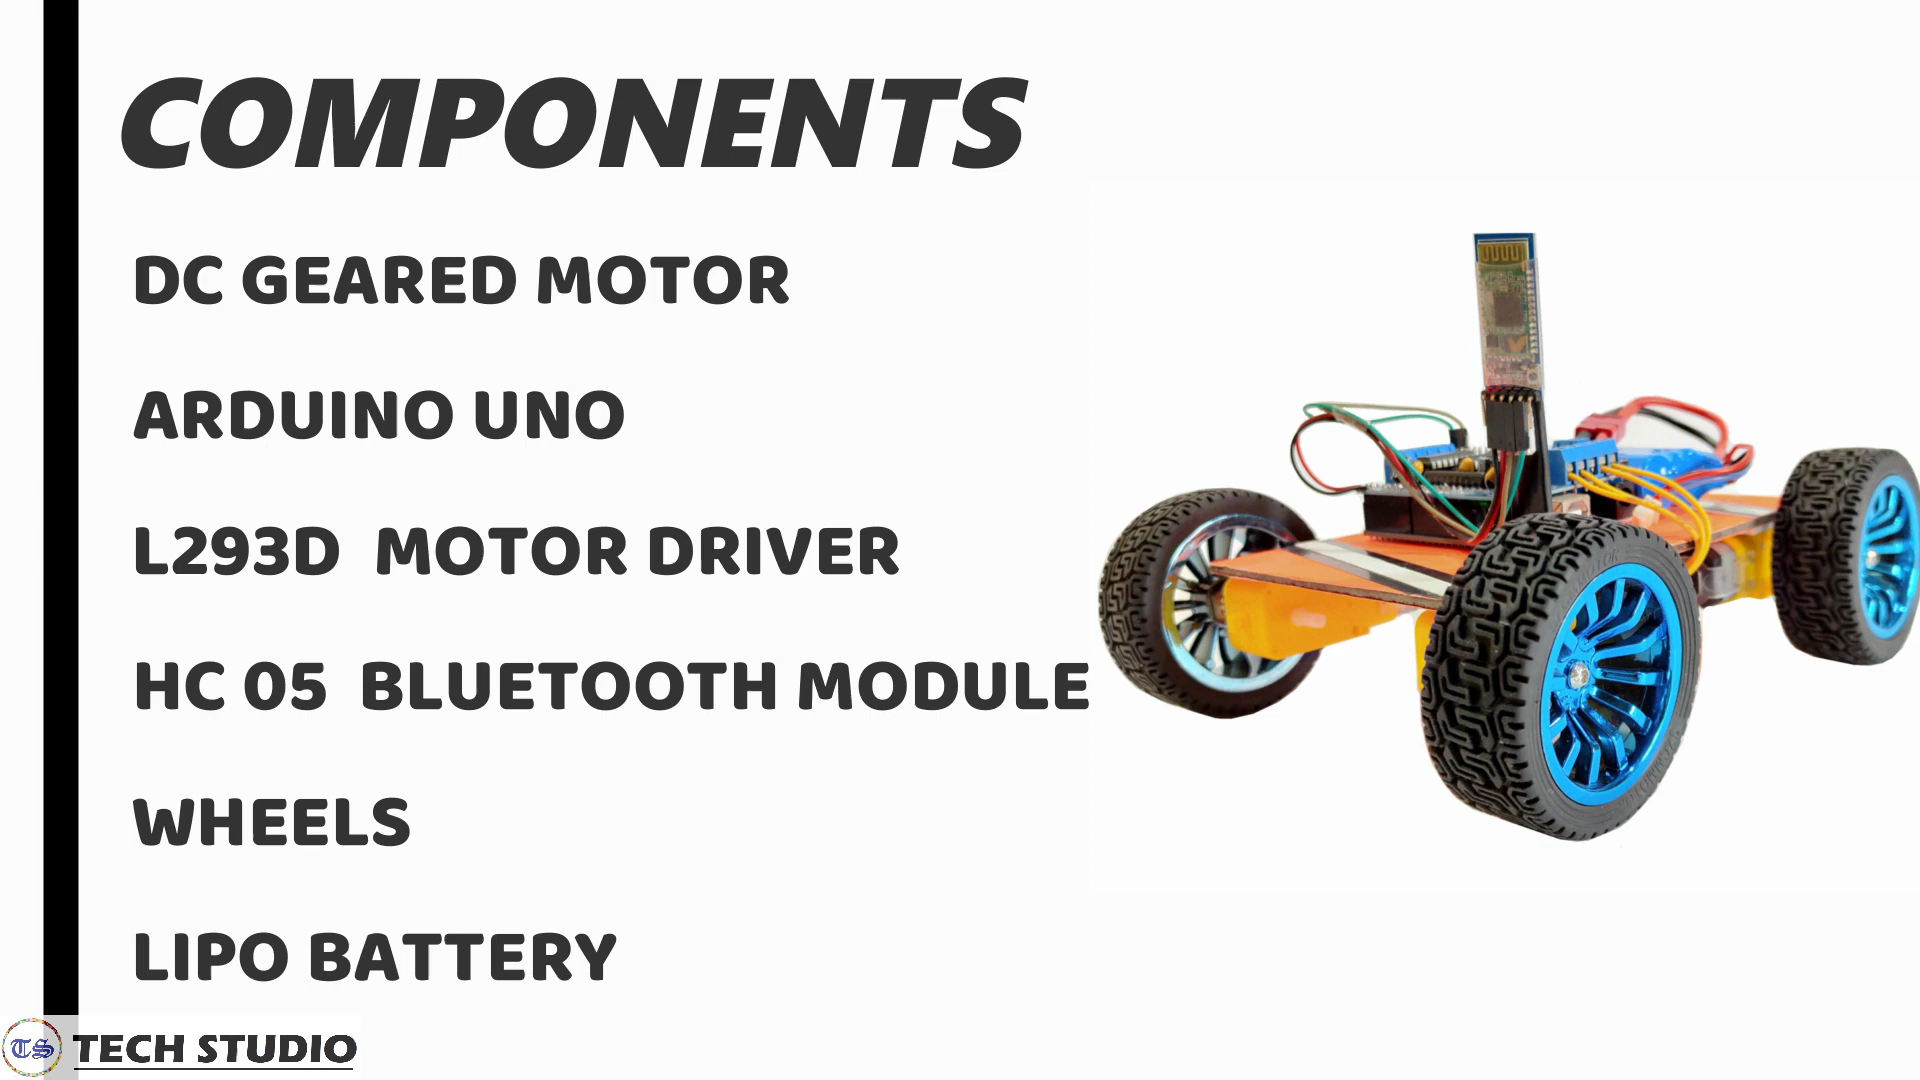 COMPONENTS
DC GEARED MOTOR
ARDUINO UNO
L293D  MOTOR DRIVER
HC 05  BLUETOOTH MODULE
WHEELS
LIPO BATTERY
TS TECH STUDIO